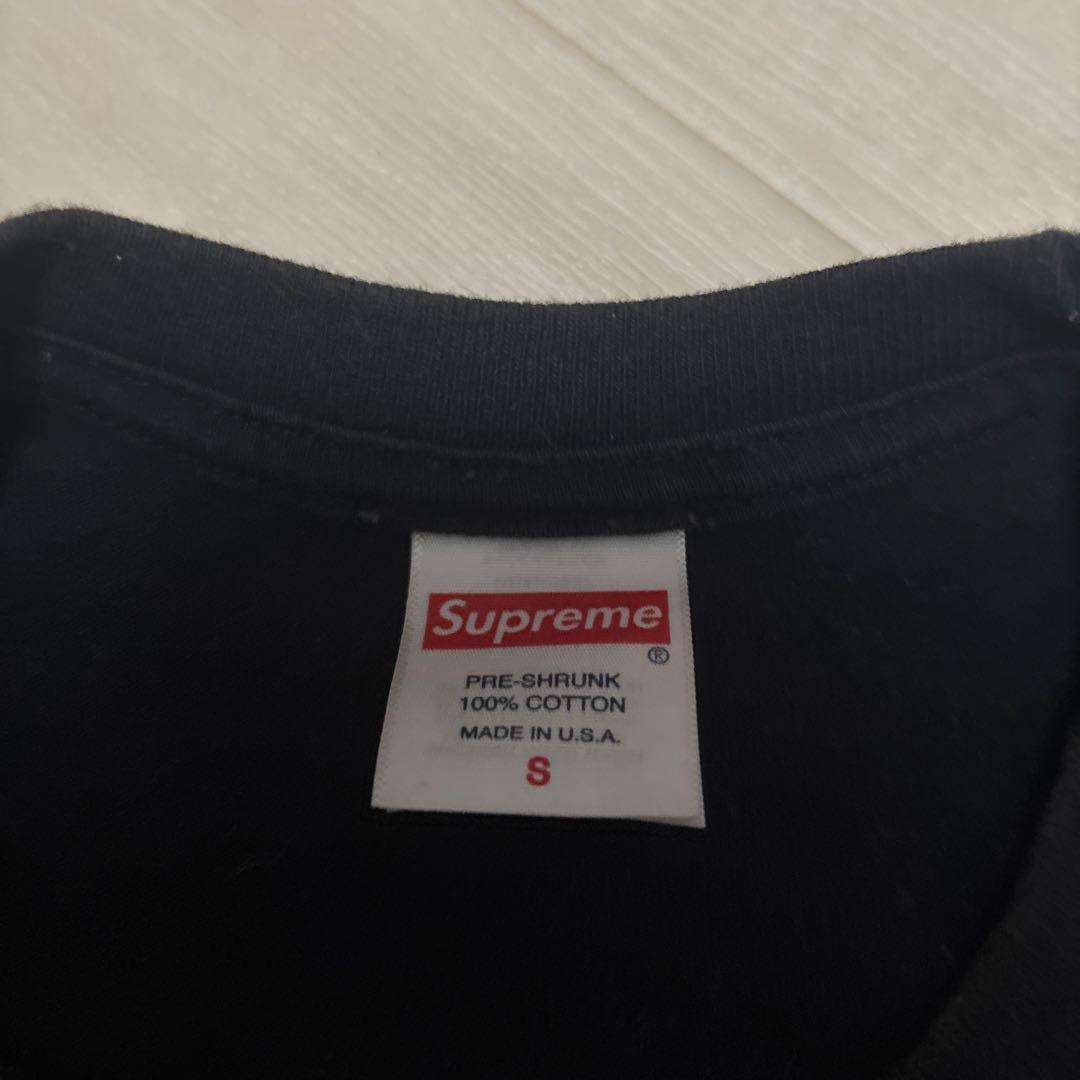 Supreme
®
PRE-SHRUNK
100% COTTON
MADE IN U.S.A.
S